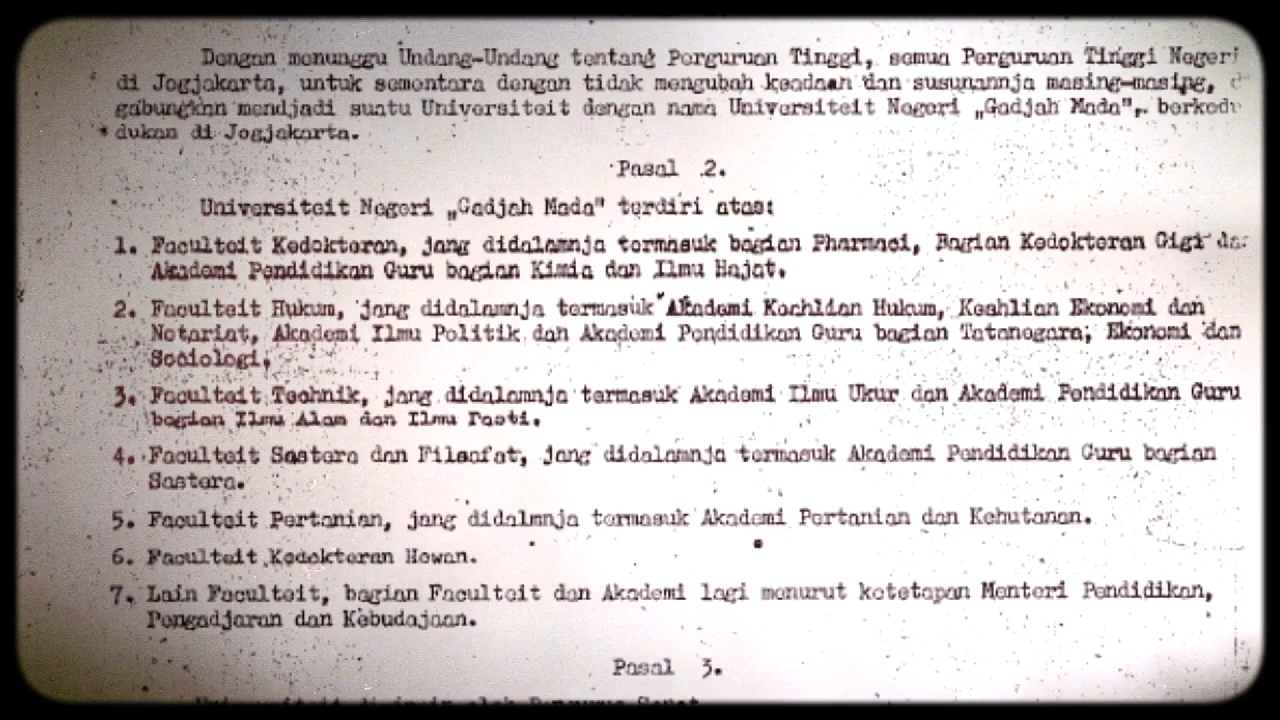 Dengan menunggu Undang-Undang tentang Perguruan Tinggi, semua Perguruan Tinggi Negeri
di Jogjakarta, untuk sementara dengan tidak mengubah keadaan dan susunannja masing-masing,
gabungkan mendjadi suatu Universiteit dengan nama Universiteit Negeri „Gadjah Mada", berkedu
dukan di Jogjakarta.
Pasal 2.
Universiteit Negeri „Gadjah Mada" terdiri atas:
1. Faculteit Kedokteran, jang didalamnja termasuk bagian Pharmaci, Bagian Kedokteran Gigi
Akademi Pendidikan Guru bagian Kimia dan Ilmu Hajat.
2. Faculteit Hukum, jang didalamnja termasuk Akademi Keahlian Hukum, Keahlian Ekonomi dan
Notariat, Akademi Ilmu Politik dan Akademi Pendidikan Guru bagian Tatanegara, Ekonomi dan
Sociologi,
3. Faculteit Technik, jang didalamnja termasuk Akademi Ilmu Ukur dan Akademi Pendidikan Guru
bagian Ilmu Alam dan Ilmu Pasti.
4. Faculteit Sastera dan Filsafat, jang didalamnja termasuk Akademi Pendidikan Guru bagian
Sastera.
5. Faculteit Pertanian, jang didalmnja termasuk Akademi Pertanian dan Kehutanan.
6. Faculteit Kedokteran Hewan.
7. Lain Faculteit, bagian Faculteit dan Akademi lagi menurut ketetapan Menteri Pendidikan,
Pengadjaran dan Kebudajaan.
Pasal 3.